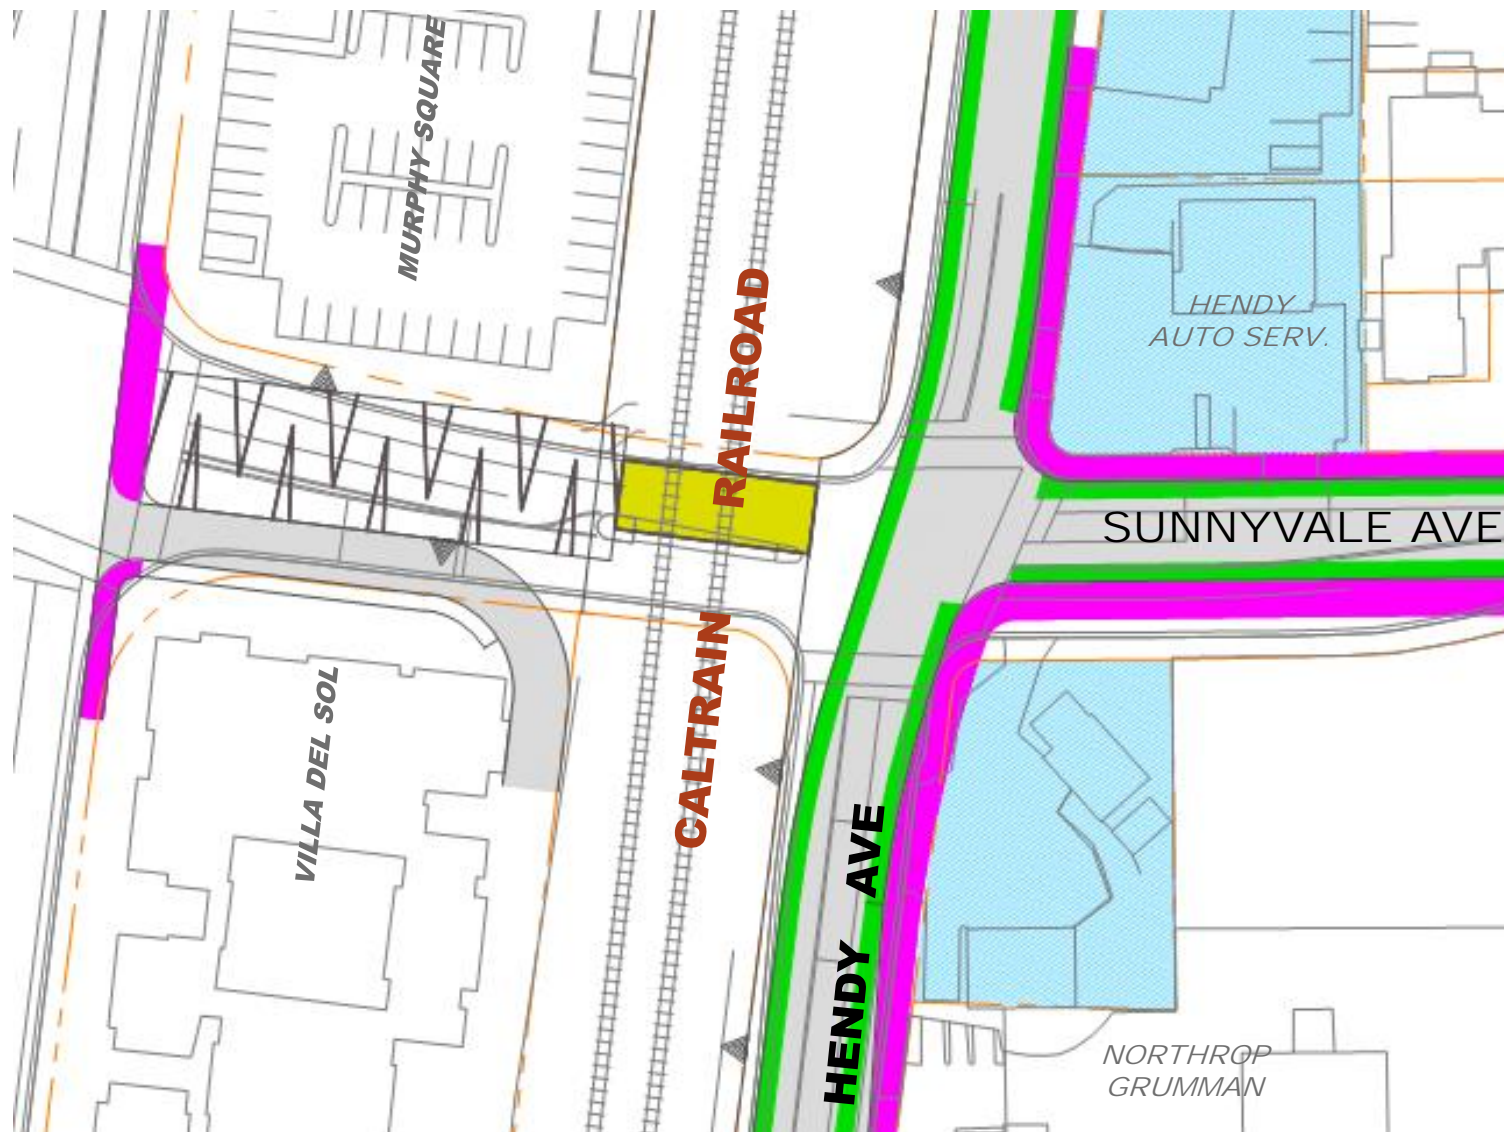 MURPHY SQUARE
CALTRAIN RAILROAD
HENDY
AUTO SERV.
SUNNYVALE AVE
VILLA DEL SOL
HENDY AVE
NORTHROP
GRUMMAN